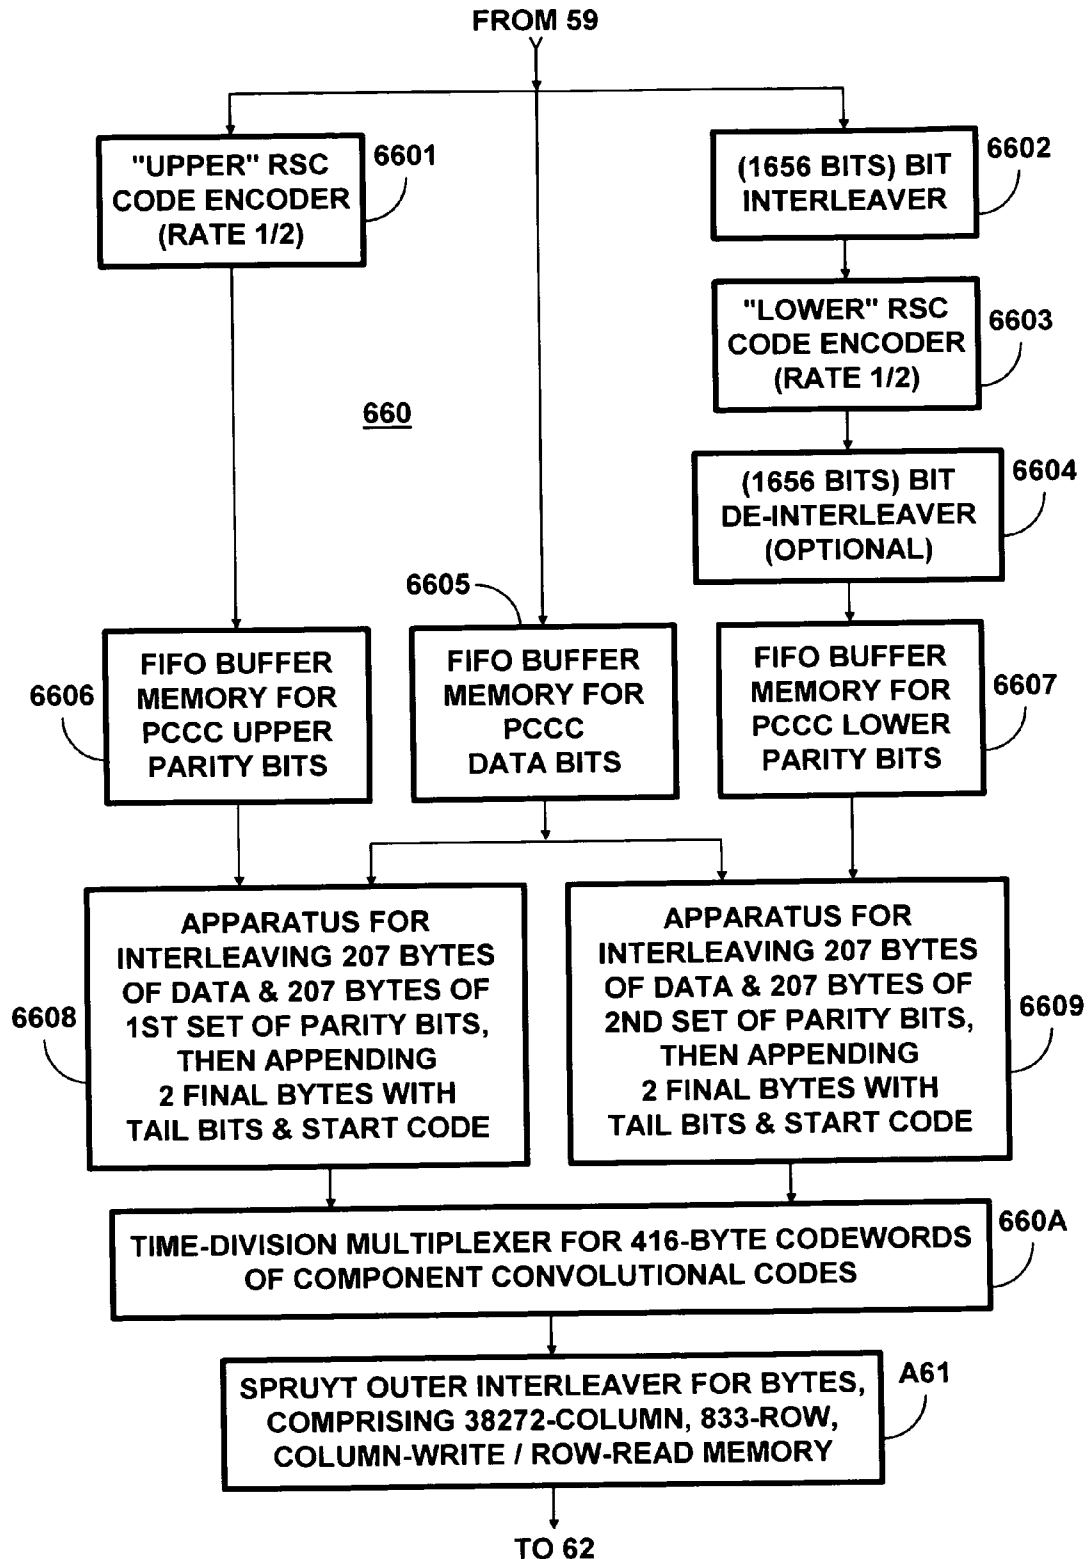 FROM 59
"UPPER" RSC
CODE ENCODER
(RATE 1/2)
6601
(1656 BITS) BIT
INTERLEAVER
6602
"LOWER" RSC
CODE ENCODER
(RATE 1/2)
6603
660
(1656 BITS) BIT
DE-INTERLEAVER
(OPTIONAL)
6604
6605
FIFO BUFFER
MEMORY FOR
PCCC UPPER
PARITY BITS
6606
FIFO BUFFER
MEMORY FOR
PCCC
DATA BITS
FIFO BUFFER
MEMORY FOR
PCCC LOWER
PARITY BITS
6607
APPARATUS FOR
INTERLEAVING 207 BYTES
OF DATA & 207 BYTES OF
1ST SET OF PARITY BITS,
THEN APPENDING
2 FINAL BYTES WITH
TAIL BITS & START CODE
6608
APPARATUS FOR
INTERLEAVING 207 BYTES
OF DATA & 207 BYTES OF
2ND SET OF PARITY BITS,
THEN APPENDING
2 FINAL BYTES WITH
TAIL BITS & START CODE
6609
TIME-DIVISION MULTIPLEXER FOR 416-BYTE CODEWORDS
OF COMPONENT CONVOLUTIONAL CODES
660A
SPRUYT OUTER INTERLEAVER FOR BYTES,
COMPRISING 38272-COLUMN, 833-ROW,
COLUMN-WRITE / ROW-READ MEMORY
A61
TO 62